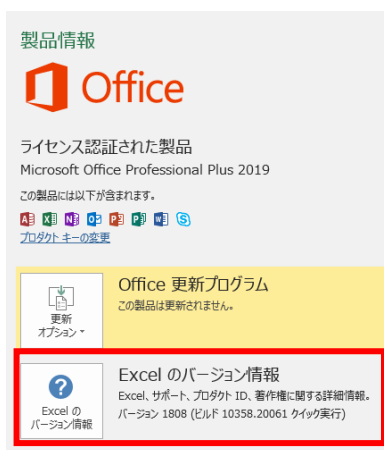 製品情報
Office
ライセンス認証された製品
Microsoft Office Professional Plus 2019
この製品には以下が含まれます。
プロダクト キーの変更
Office 更新プログラム
この製品は更新されません。
更新
オプション
Excel のバージョン情報
Excel、サポート、プロダクト ID、著作権に関する詳細情報。
バージョン 1808 (ビルド 10358.20061 クイック実行)
Excel の
バージョン情報